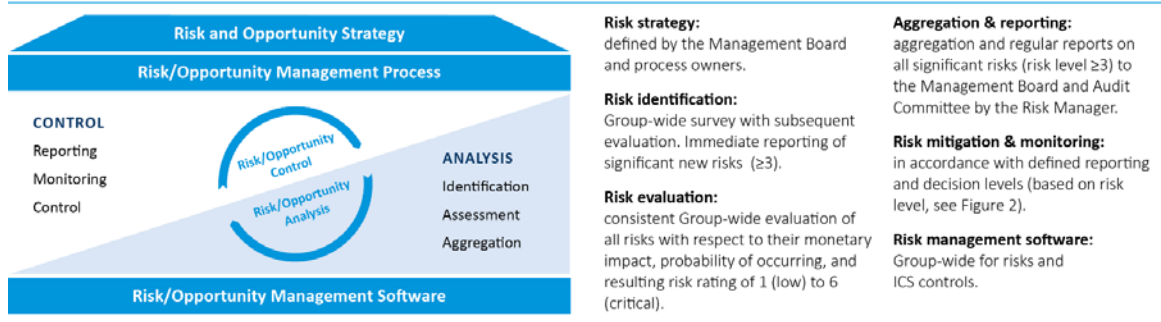 Risk and Opportunity Strategy
Risk/Opportunity Management Process
CONTROL
Reporting
Monitoring
Control
Risk/Opportunity
Control
Risk/Opportunity
Analysis
ANALYSIS
Identification
Assessment
Aggregation
Risk/Opportunity Management Software
Risk strategy:
defined by the Management Board
and process owners.
Risk identification:
Group-wide survey with subsequent
evaluation. Immediate reporting of
significant new risks (≥3).
Risk evaluation:
consistent Group-wide evaluation of
all risks with respect to their monetary
impact, probability of occurring, and
resulting risk rating of 1 (low) to 6
(critical).
Aggregation & reporting:
aggregation and regular reports on
all significant risks (risk level ≥3) to
the Management Board and Audit
Committee by the Risk Manager.
Risk mitigation & monitoring:
in accordance with defined reporting
and decision levels (based on risk
level, see Figure 2).
Risk management software:
Group-wide for risks and
ICS controls.